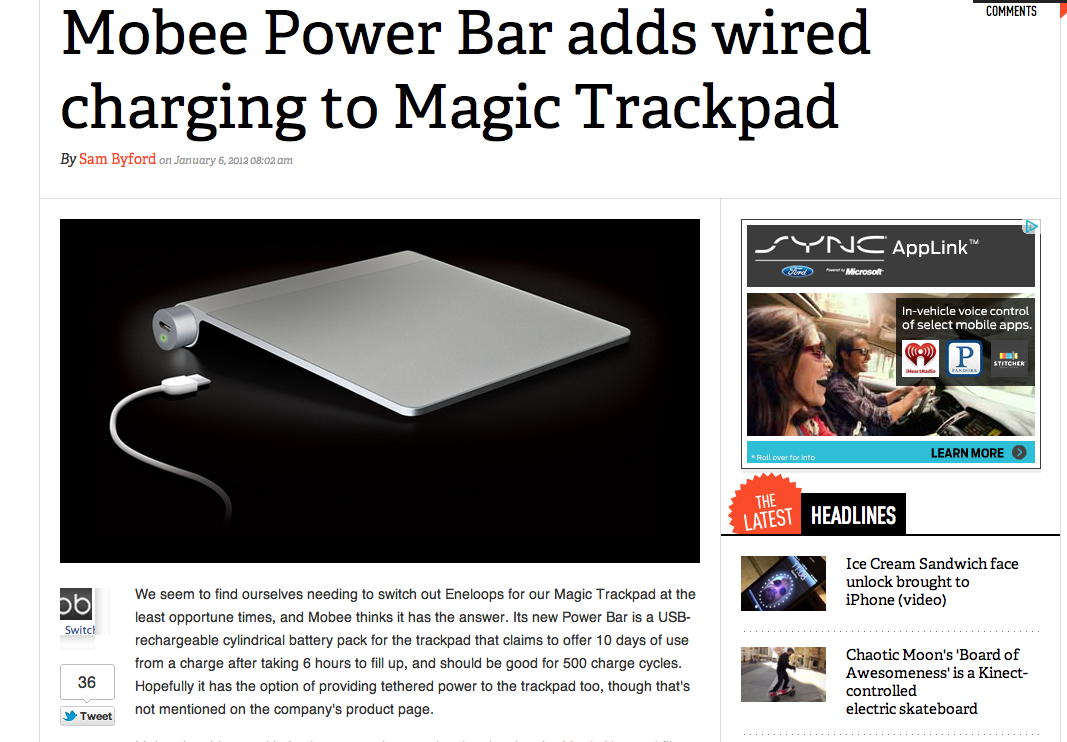 COMMENTS
Mobee Power Bar adds wired
charging to Magic Trackpad
By Sam Byford on January 6, 2012 08:02 am
We seem to find ourselves needing to switch out Eneloops for our Magic Trackpad at the
least opportune times, and Mobee thinks it has the answer. Its new Power Bar is a USB-
rechargeable cylindrical battery pack for the trackpad that claims to offer 10 days of use
from a charge after taking 6 hours to fill up, and should be good for 500 charge cycles.
Hopefully it has the option of providing tethered power to the trackpad too, though that's
not mentioned on the company's product page.
ob
Switch
36
Tweet
SYNC AppLink™
Ford Powered by Microsoft
In-vehicle voice control
of select mobile apps.
iHeartRadio P PANDORA STITCHER
* Roll over for info
LEARN MORE
THE
LATEST
HEADLINES
Ice Cream Sandwich face
unlock brought to
iPhone (video)
Chaotic Moon's 'Board of
Awesomeness' is a Kinect-
controlled
electric skateboard